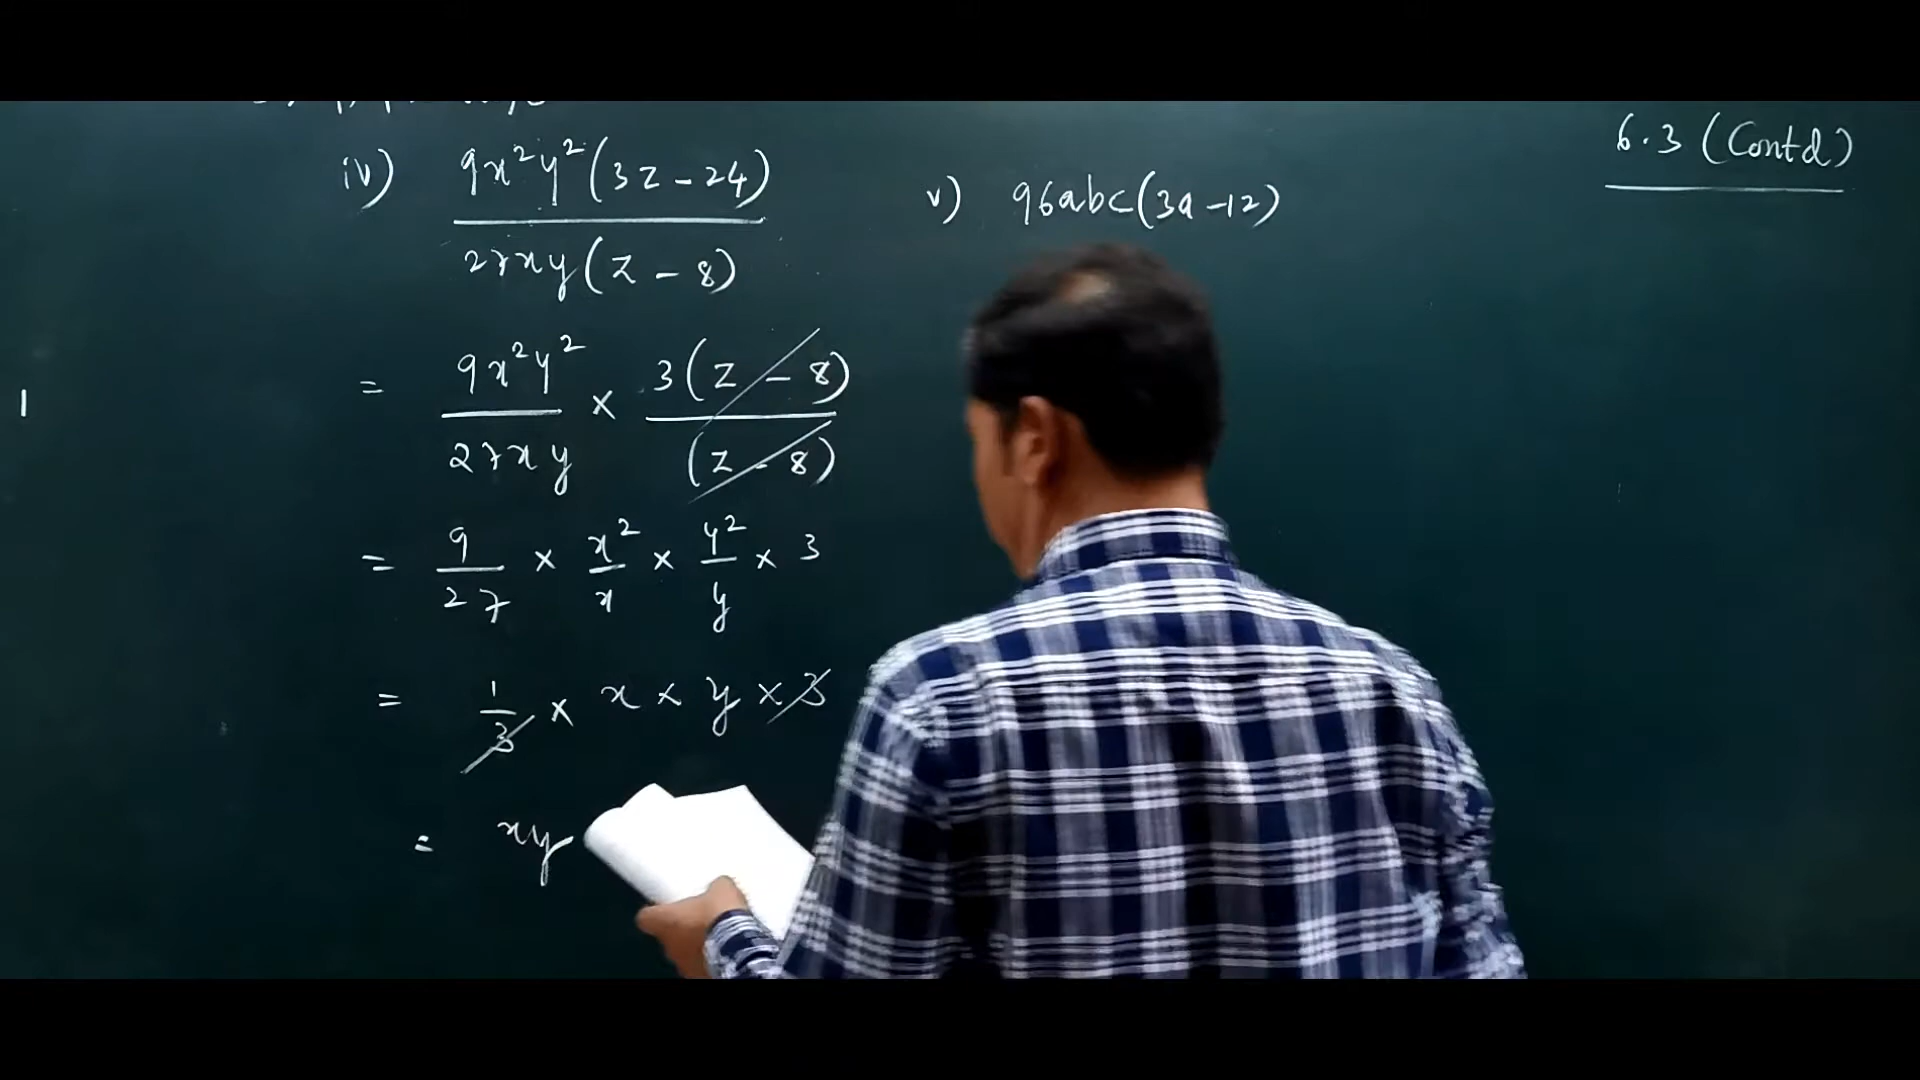 6.3 (Contd)
iv) 9x²y²(3z-24)
27xy(z-8)
= 9x²y² × 3(z-8)
27xy (z-8)
= 9 × x² × y² × 3
27 x y
= 1 × x × y × 3
3
= xy
v) 96abc(3a-12)
1